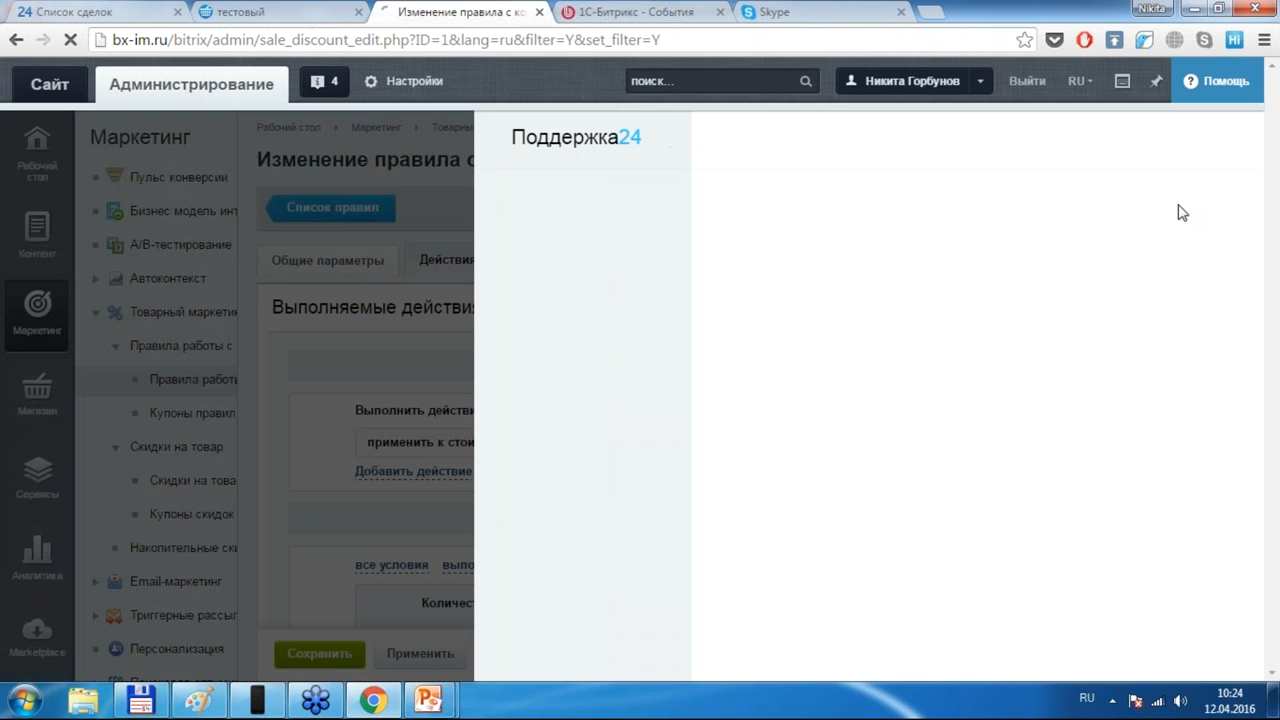 24 Список сделок
тестовый
Изменение правила с ко
1С-Битрикс - События
Skype
Nikita
bx-im.ru/bitrix/admin/sale_discount_edit.php?ID=1&lang=ru&filter=Y&set_filter=Y
Сайт
Администрирование
4
Настройки
поиск...
Никита Горбунов
Выйти
RU
Помощь
Рабочий стол
Контент
Маркетинг
Магазин
Сервисы
Аналитика
Marketplace
Маркетинг
Пульс конверсии
Бизнес модель инт
A/B-тестирование
Автоконтекст
Товарный маркетин
Правила работы с
Правила работы
Купоны правил
Скидки на товар
Скидки на това
Купоны скидок
Накопительные ски
Email-маркетинг
Триггерные рассыл
Персонализация
Рабочий стол
Маркетинг
Товарны
Изменение правила с
Список правил
Общие параметры
Действия
Выполняемые действия
Выполнить действи
применить к стои
Добавить действие
все условия
выпо
Количес
Сохранить
Применить
Поддержка24
RU
10:24
12.04.2016